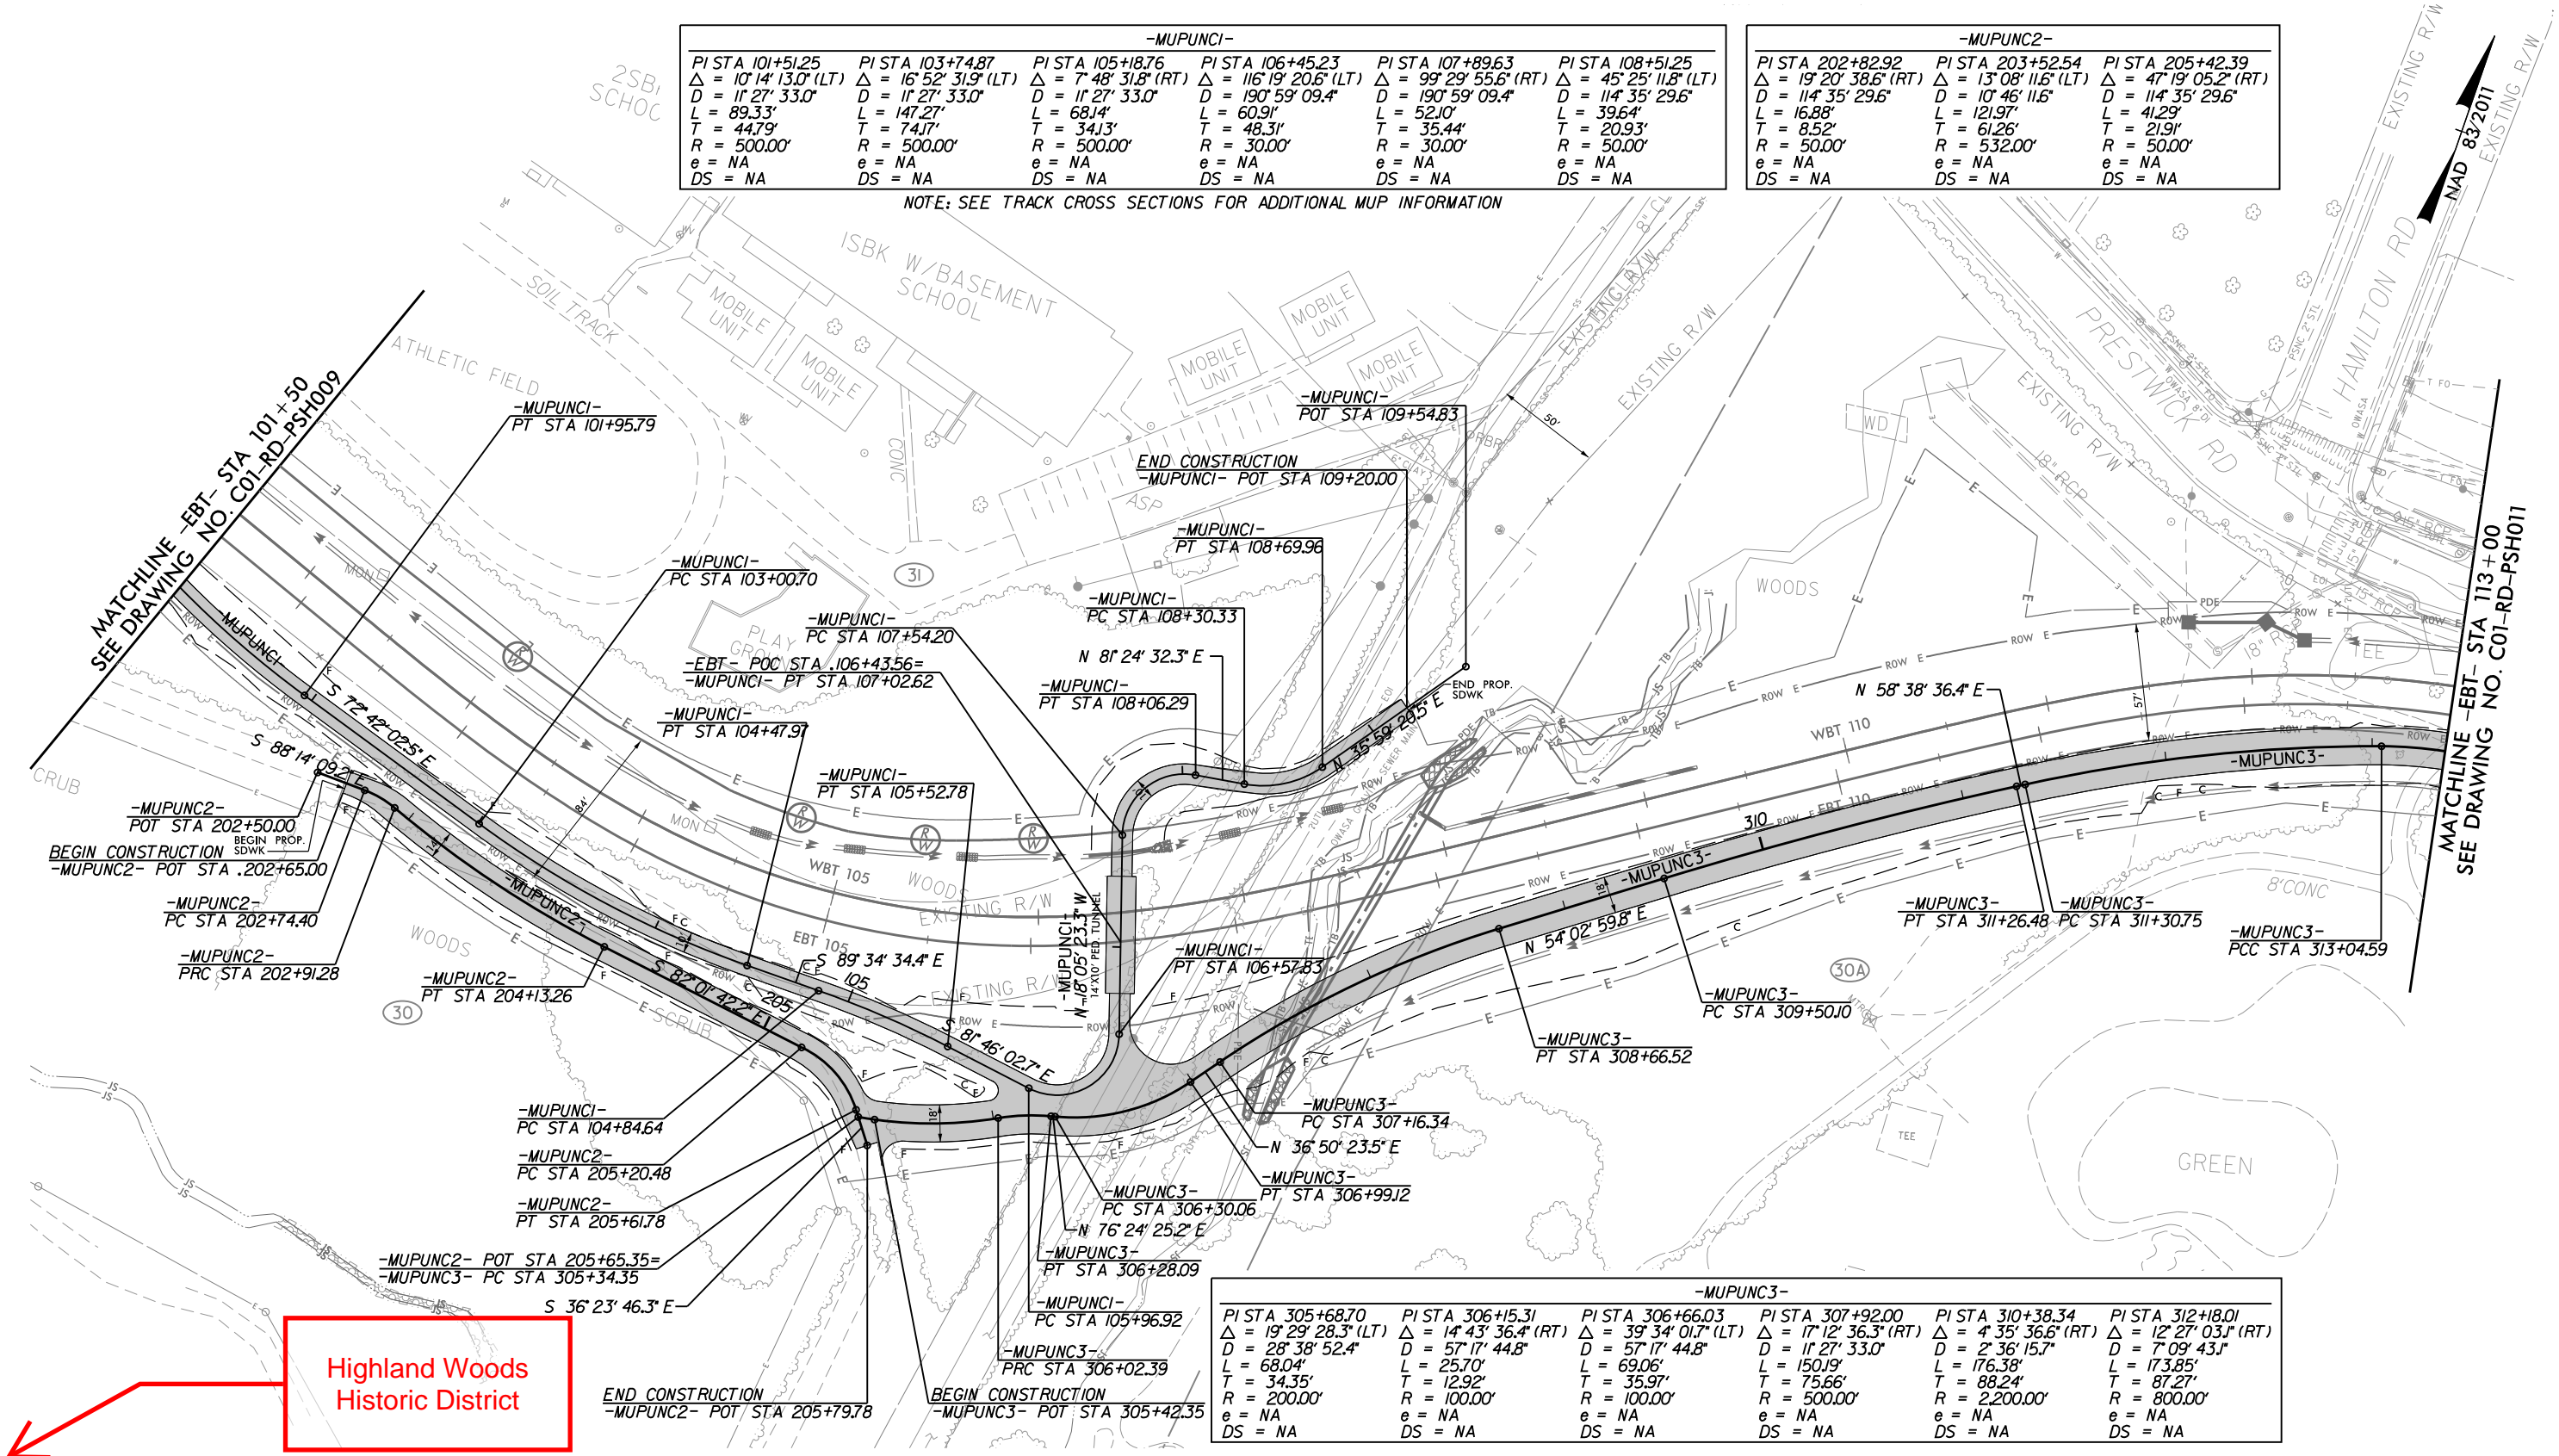 -MUPUNC1-
PI STA 101+51.25
Δ = 10° 14' 13.0" (LT)
D = 11° 27' 33.0"
L = 89.33'
T = 44.79'
R = 500.00'
e = NA
DS = NA
PI STA 103+74.87
Δ = 16° 52' 31.9" (LT)
D = 11° 27' 33.0"
L = 147.27'
T = 74.17'
R = 500.00'
e = NA
DS = NA
PI STA 105+18.76
Δ = 7° 48' 31.8" (RT)
D = 11° 27' 33.0"
L = 68.14'
T = 34.13'
R = 500.00'
e = NA
DS = NA
PI STA 106+45.23
Δ = 116° 19' 20.6" (LT)
D = 190° 59' 09.4"
L = 60.91'
T = 48.31'
R = 30.00'
e = NA
DS = NA
PI STA 107+89.63
Δ = 99° 29' 55.6" (RT)
D = 190° 59' 09.4"
L = 52.10'
T = 35.44'
R = 30.00'
e = NA
DS = NA
PI STA 108+51.25
Δ = 45° 25' 11.8" (LT)
D = 114° 35' 29.6"
L = 39.64'
T = 20.93'
R = 50.00'
e = NA
DS = NA
-MUPUNC2-
PI STA 202+82.92
Δ = 19° 20' 38.6" (RT)
D = 114° 35' 29.6"
L = 16.88'
T = 8.52'
R = 50.00'
e = NA
DS = NA
PI STA 203+52.54
Δ = 13° 08' 11.6" (LT)
D = 10° 46' 11.6"
L = 121.97'
T = 61.26'
R = 532.00'
e = NA
DS = NA
PI STA 205+42.39
Δ = 47° 19' 05.2" (RT)
D = 114° 35' 29.6"
L = 41.29'
T = 21.91'
R = 50.00'
e = NA
DS = NA
NOTE: SEE TRACK CROSS SECTIONS FOR ADDITIONAL MUP INFORMATION
NAD 83/2011
EXISTING R/W
EXISTING R/W
HAMILTON RD
PRESTWICK RD
EXISTING R/W
18" RCP
WD
1SBK W/BASEMENT
SCHOOL
SOIL TRACK
MOBILE
UNIT
MOBILE
UNIT
MOBILE
UNIT
MOBILE
UNIT
MOBILE
UNIT
ATHLETIC FIELD
CONC
ASP
EXISTING R/W
50'
MATCHLINE -EBT- STA 101+50
SEE DRAWING NO. C01-RD-PSH009
-MUPUNC1-
PT STA 101+95.79
-MUPUNC1-
POT STA 109+54.83
END CONSTRUCTION
-MUPUNC1- POT STA 109+20.00
-MUPUNC1-
PT STA 108+69.96
-MUPUNC1-
PC STA 103+00.70
31
-MUPUNC1-
PC STA 108+30.33
-MUPUNC1-
PC STA 107+54.20
PLAY
GROUND
-EBT- POC STA .106+43.56=
-MUPUNC1- PT STA 107+02.62
N 81° 24' 32.3" E
-MUPUNC1-
PT STA 108+06.29
END PROP.
SDWK
N 35° 59' 20.5" E
WOODS
N 58° 38' 36.4" E
57'
WBT 110
EBT 110
MATCHLINE -EBT- STA 113+00
SEE DRAWING NO. C01-RD-PSH011
MUPUNC1
S 72° 42' 02.5" E
-MUPUNC1-
PT STA 104+47.97
-MUPUNC1-
PT STA 105+52.78
84'
MON
MON
S 88° 14' 09.2" E
CRUB
-MUPUNC2-
POT STA 202+50.00
BEGIN PROP.
SDWK
BEGIN CONSTRUCTION
-MUPUNC2- POT STA .202+65.00
-MUPUNC2-
PC STA 202+74.40
-MUPUNC2-
PRC STA 202+91.28
14'
-MUPUNC2-
WBT 105
EBT 105
WOODS
EXISTING R/W
EXISTING R/W
-MUPUNC1-
N 18° 05' 23.3" W
14'X10' PED. TUNNEL
S 89° 34' 34.4" E
105
205
-MUPUNC1-
PT STA 106+57.83
WOODS
30
-MUPUNC2-
PT STA 204+13.26
S 82° 01' 42.2" E
SCRUB
S 81° 46' 02.7" E
310
-MUPUNC3-
-MUPUNC3-
18'
N 54° 02' 59.8" E
-MUPUNC3-
PT STA 311+26.48
-MUPUNC3-
PC STA 311+30.75
-MUPUNC3-
PCC STA 313+04.59
8'CONC
30A
-MUPUNC3-
PC STA 309+50.10
-MUPUNC3-
PT STA 308+66.52
-MUPUNC1-
PC STA 104+84.64
-MUPUNC2-
PC STA 205+20.48
-MUPUNC2-
PT STA 205+61.78
-MUPUNC2- POT STA 205+65.35=
-MUPUNC3- PC STA 305+34.35
S 36° 23' 46.3" E
18'
-MUPUNC3-
PC STA 307+16.34
N 36° 50' 23.5" E
-MUPUNC3-
PT STA 306+99.12
-MUPUNC3-
PC STA 306+30.06
N 76° 24' 25.2" E
-MUPUNC3-
PT STA 306+28.09
-MUPUNC1-
PC STA 105+96.92
-MUPUNC3-
PRC STA 306+02.39
END CONSTRUCTION
-MUPUNC2- POT STA 205+79.78
BEGIN CONSTRUCTION
-MUPUNC3- POT STA 305+42.35
TEE
GREEN
Highland Woods
Historic District
-MUPUNC3-
PI STA 305+68.70
Δ = 19° 29' 28.3" (LT)
D = 28° 38' 52.4"
L = 68.04'
T = 34.35'
R = 200.00'
e = NA
DS = NA
PI STA 306+15.31
Δ = 14° 43' 36.4" (RT)
D = 57° 17' 44.8"
L = 25.70'
T = 12.92'
R = 100.00'
e = NA
DS = NA
PI STA 306+66.03
Δ = 39° 34' 01.7" (LT)
D = 57° 17' 44.8"
L = 69.06'
T = 35.97'
R = 100.00'
e = NA
DS = NA
PI STA 307+92.00
Δ = 17° 12' 36.3" (RT)
D = 11° 27' 33.0"
L = 150.19'
T = 75.66'
R = 500.00'
e = NA
DS = NA
PI STA 310+38.34
Δ = 4° 35' 36.6" (RT)
D = 2° 36' 15.7"
L = 176.38'
T = 88.24'
R = 2,200.00'
e = NA
DS = NA
PI STA 312+18.01
Δ = 12° 27' 03.1" (RT)
D = 7° 09' 43.1"
L = 173.85'
T = 87.27'
R = 800.00'
e = NA
DS = NA